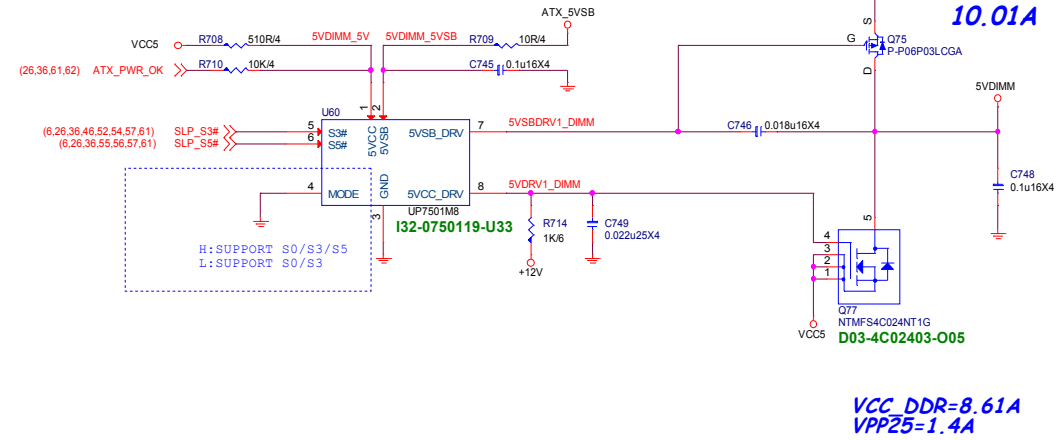 10.01A
ATX_5VSB
VCC5
R708
510R/4
5VDIMM_5V
5VDIMM_5VSB
R709
10R/4
S
G
Q75
P-P06P03LCGA
D
(26,36,61,62)
ATX_PWR_OK
R710
10K/4
C745
0.1u16X4
5VDIMM
1
2
U60
(6,26,36,46,52,54,57,61)
SLP_S3#
5
S3#
5VCC
5VSB
5VSB_DRV
7
5VSBDRV1_DIMM
C746
0.018u16X4
(6,26,36,55,56,57,61)
SLP_S5#
6
S5#
C748
0.1u16X4
4
MODE
GND
5VCC_DRV
8
5VDRV1_DIMM
3
UP7501M8
I32-0750119-U33
R714
1K/6
C749
0.022u25X4
+12V
5
4
3
2
1
H:SUPPORT S0/S3/S5
L:SUPPORT S0/S3
Q77
NTMFS4C024NT1G
VCC5
D03-4C02403-O05
VCC_DDR=8.61A
VPP25=1.4A